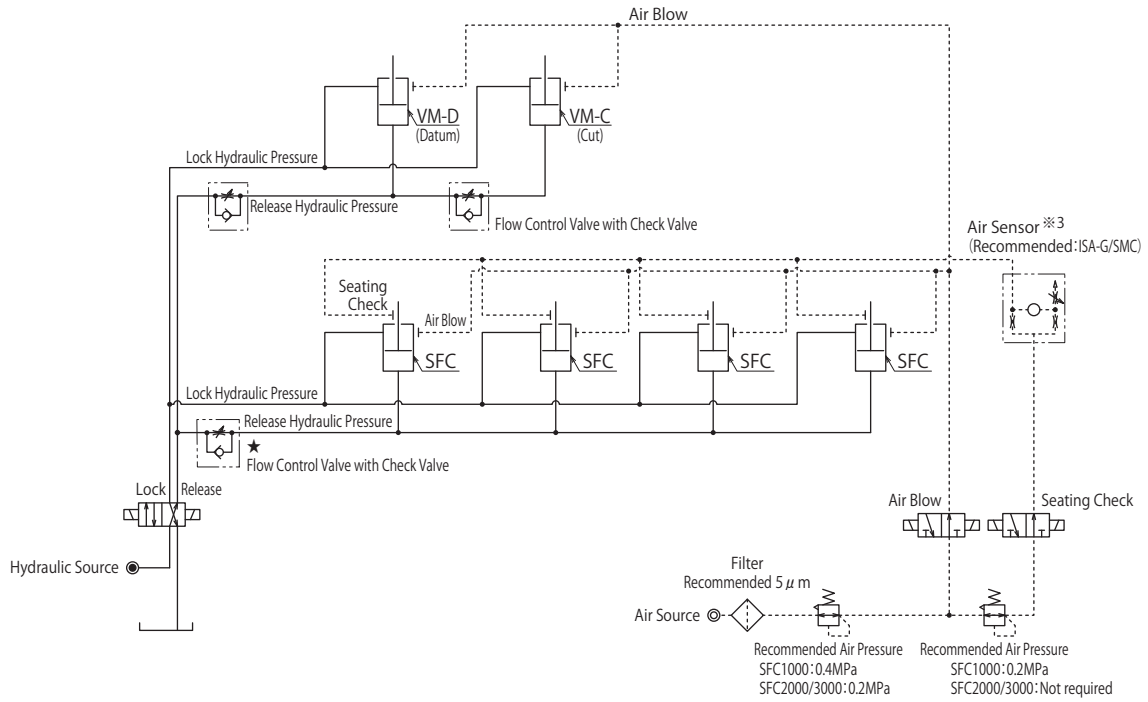 Air Blow
VM-D
(Datum)
VM-C
(Cut)
Lock Hydraulic Pressure
Release Hydraulic Pressure
Flow Control Valve with Check Valve
Air Sensor ※3
(Recommended:ISA-G/SMC)
Seating
Check
Air Blow
SFC
SFC
SFC
SFC
Lock Hydraulic Pressure
Release Hydraulic Pressure
★
Flow Control Valve with Check Valve
Lock
Release
Air Blow
Seating Check
Hydraulic Source
Filter
Recommended 5 μ m
Air Source
Recommended Air Pressure
SFC1000:0.4MPa
SFC2000/3000:0.2MPa
Recommended Air Pressure
SFC1000:0.2MPa
SFC2000/3000:Not required